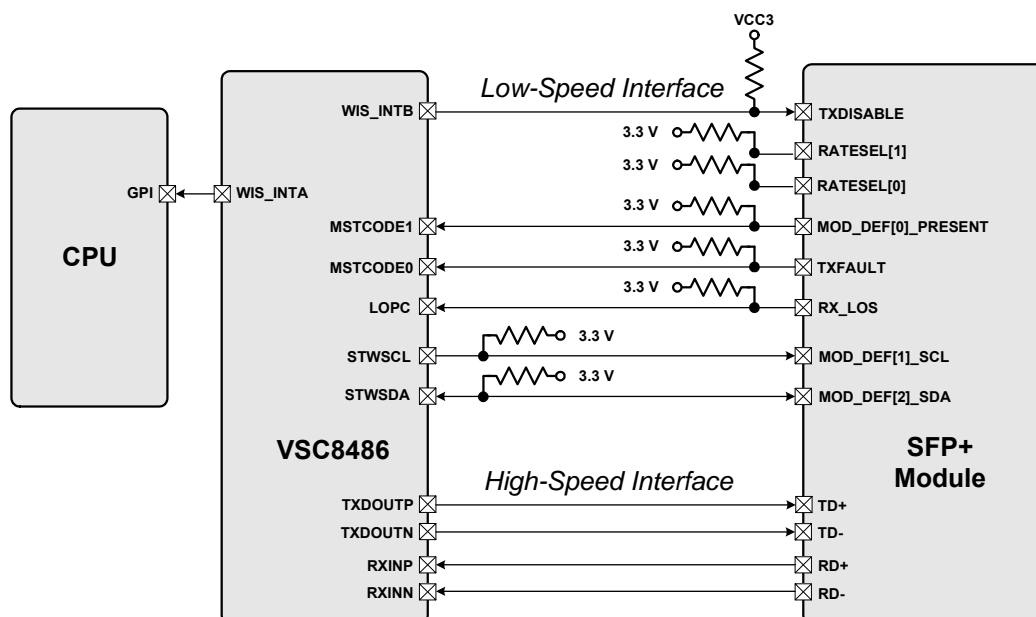 VCC3
Low-Speed Interface
WIS_INTB
TXDISABLE
3.3 V
RATESEL[1]
3.3 V
RATESEL[0]
GPI
WIS_INTA
3.3 V
MSTCODE1
MOD_DEF[0]_PRESENT
CPU
3.3 V
MSTCODE0
TXFAULT
3.3 V
LOPC
RX_LOS
3.3 V
STWSCL
MOD_DEF[1]_SCL
3.3 V
STWSDA
MOD_DEF[2]_SDA
VSC8486
SFP+
Module
High-Speed Interface
TXDOUTP
TD+
TXDOUTN
TD-
RXINP
RD+
RXINN
RD-